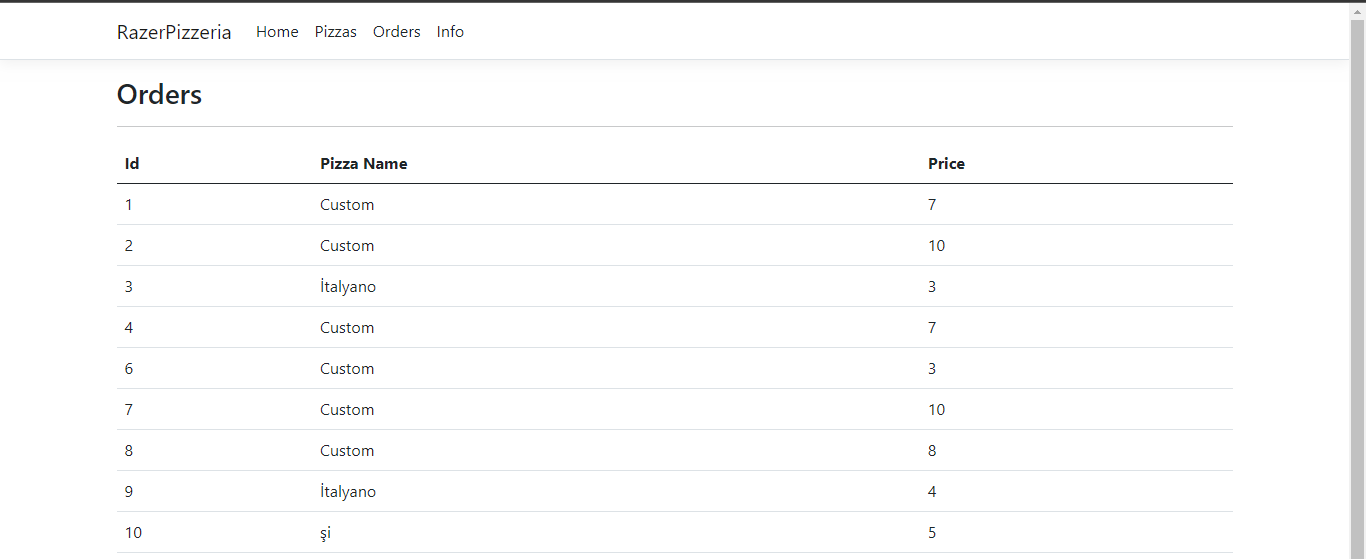 RazerPizzeria Home Pizzas Orders Info
Orders
Id Pizza Name Price
1 Custom 7
2 Custom 10
3 İtalyano 3
4 Custom 7
6 Custom 3
7 Custom 10
8 Custom 8
9 İtalyano 4
10 şi 5